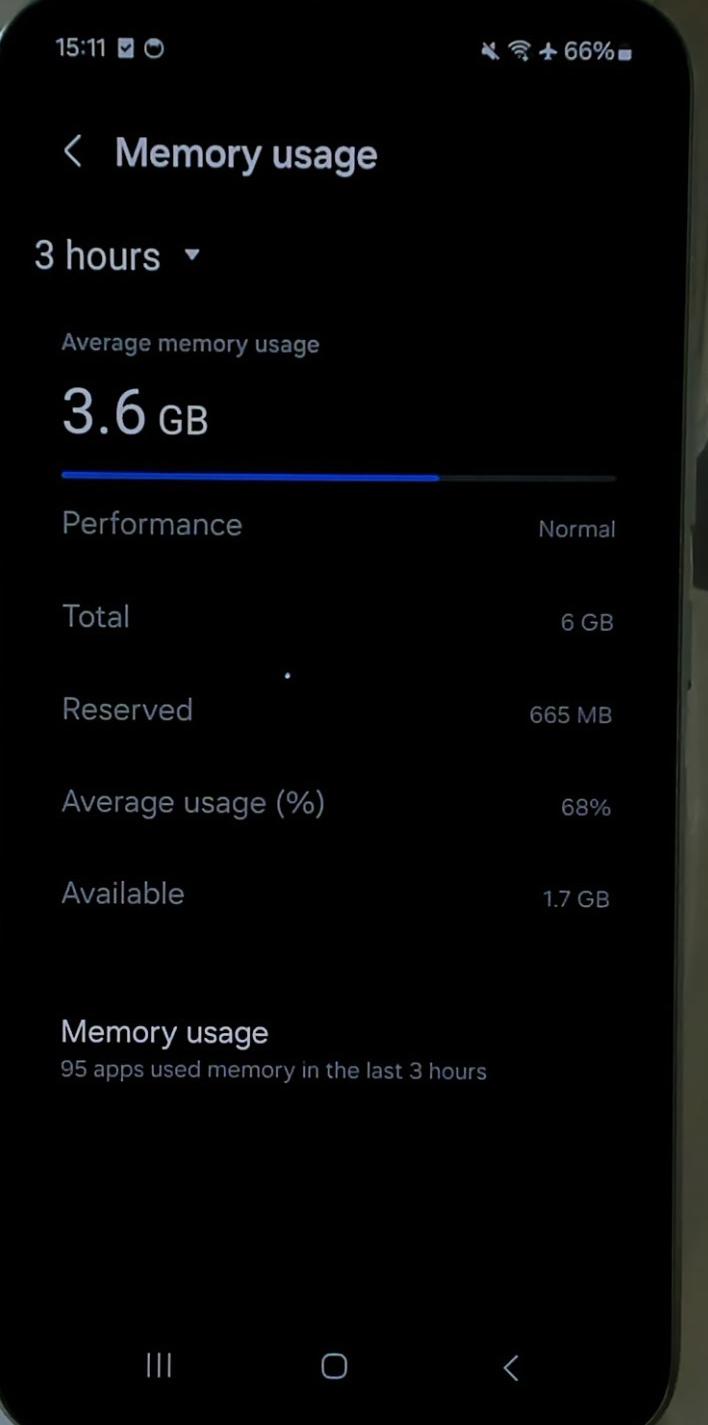 15:11 66%
Memory usage
3 hours
Average memory usage
3.6 GB
Performance Normal
Total 6 GB
Reserved 665 MB
Average usage (%) 68%
Available 1.7 GB
Memory usage
95 apps used memory in the last 3 hours